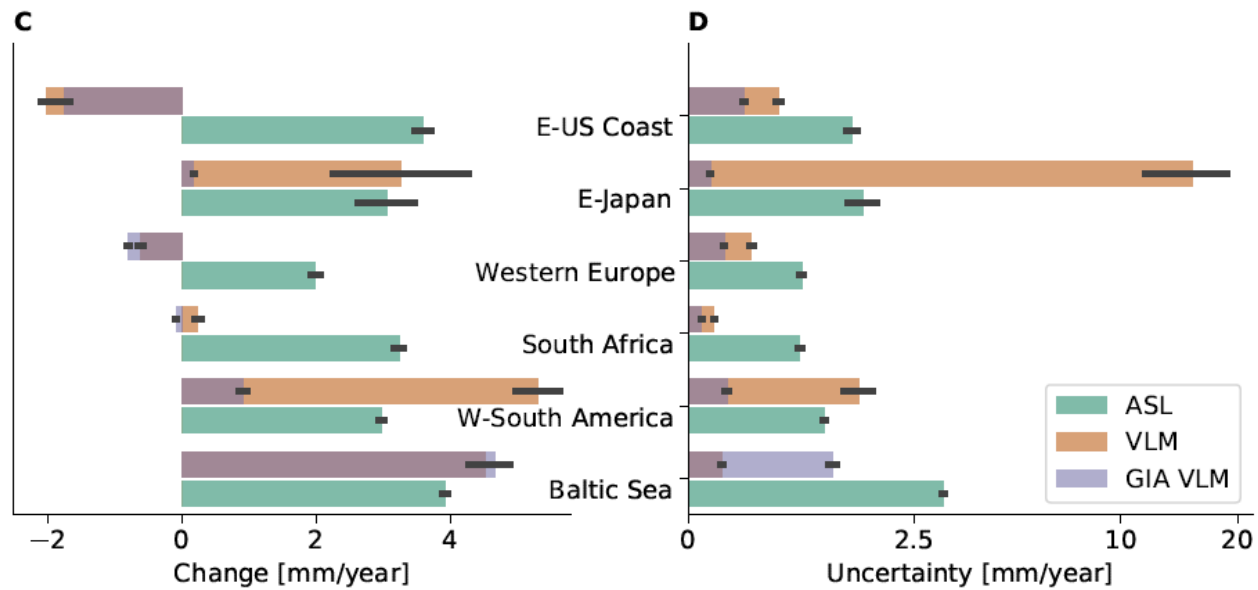 C
D
E-US Coast
E-Japan
Western Europe
South Africa
W-South America
Baltic Sea
ASL
VLM
GIA VLM
−2 0 2 4
0 2.5 10 20
Change [mm/year]
Uncertainty [mm/year]